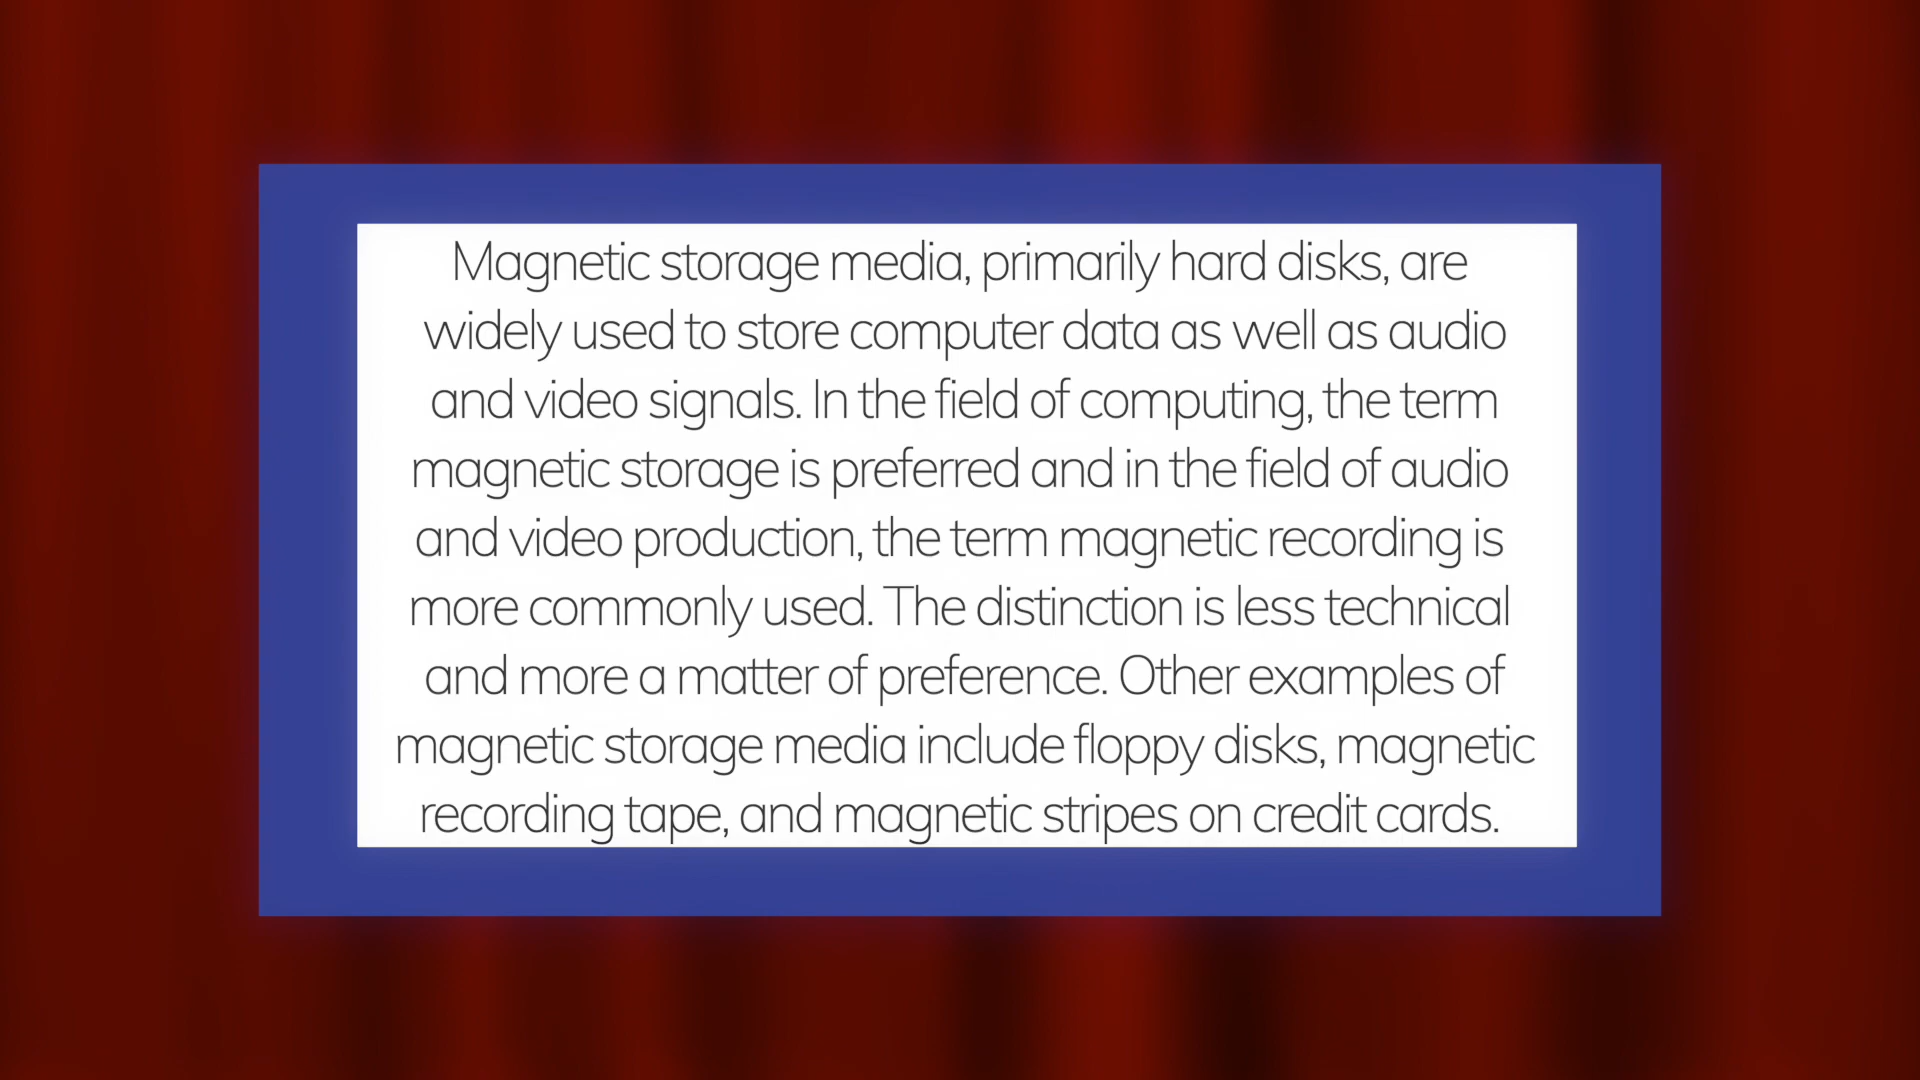 Magnetic storage media, primarily hard disks, are
widely used to store computer data as well as audio
and video signals. In the field of computing, the term
magnetic storage is preferred and in the field of audio
and video production, the term magnetic recording is
more commonly used. The distinction is less technical
and more a matter of preference. Other examples of
magnetic storage media include floppy disks, magnetic
recording tape, and magnetic stripes on credit cards.